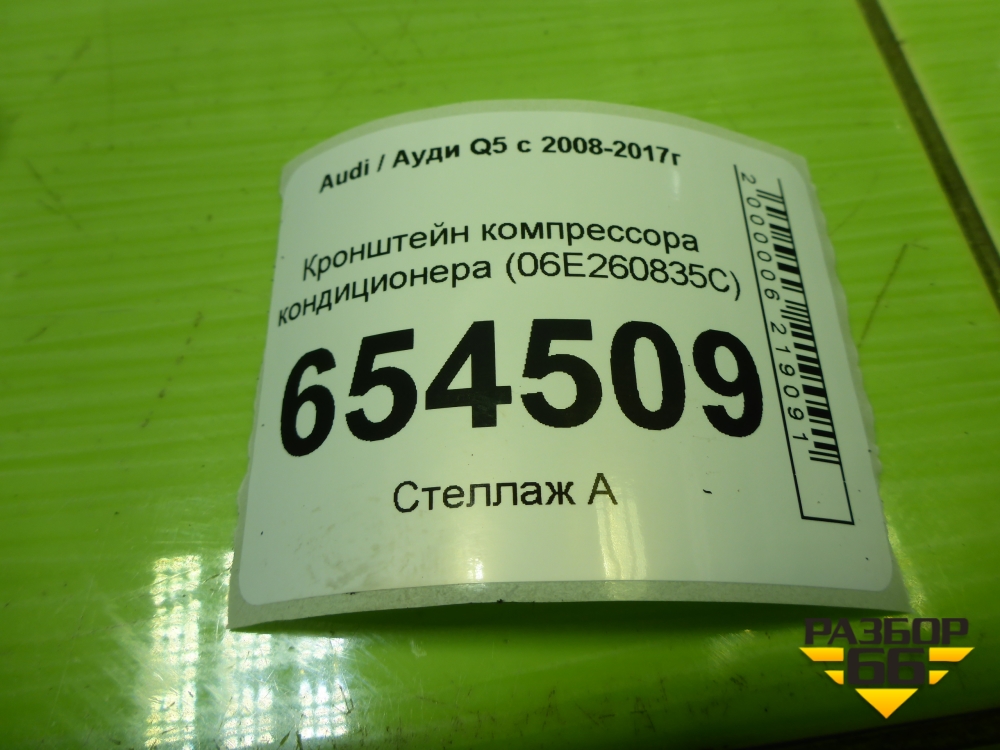 Audi / Ауди Q5 с 2008-2017г
Кронштейн компрессора
кондиционера (06E260835C)
654509
Стеллаж А
2000006219091
РАЗБОР
66